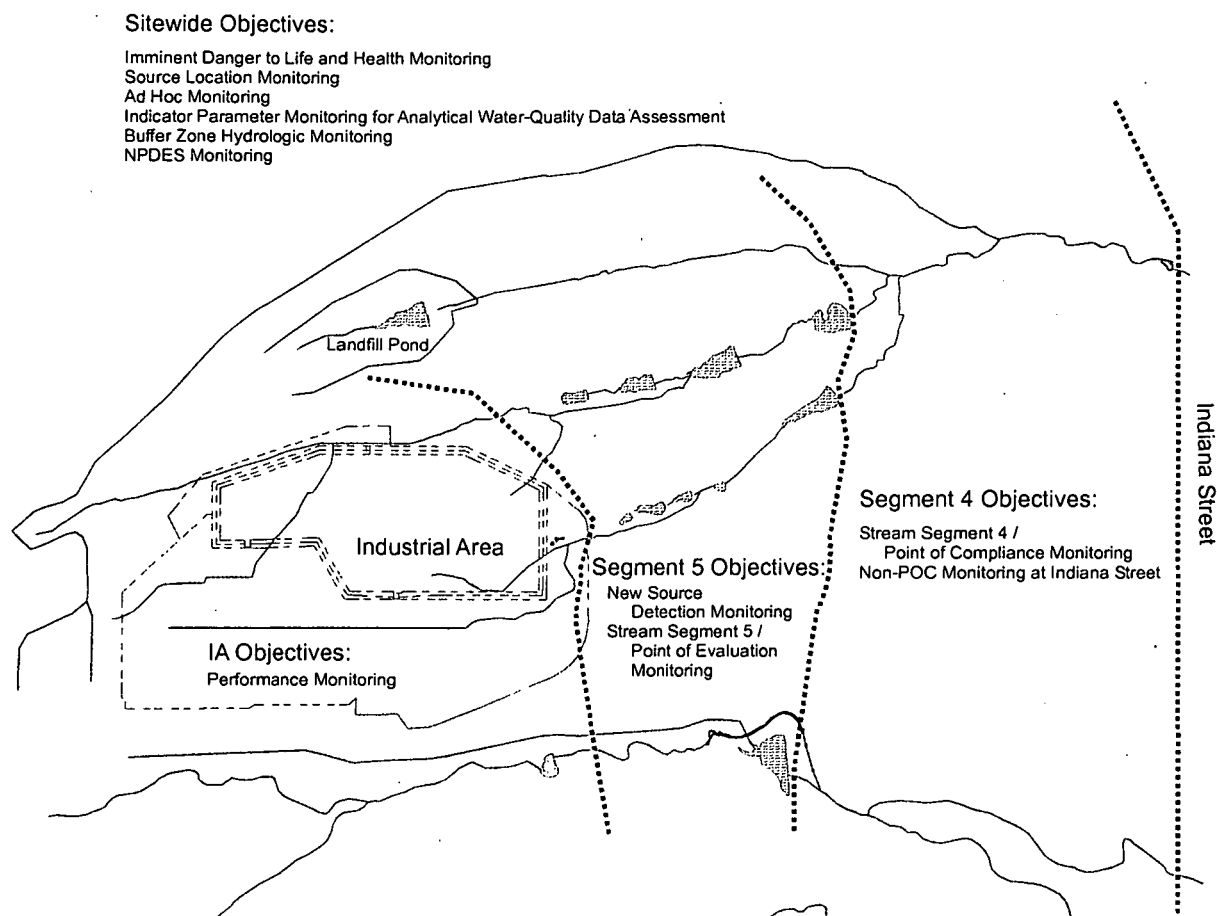 Sitewide Objectives:
Imminent Danger to Life and Health Monitoring
Source Location Monitoring
Ad Hoc Monitoring
Indicator Parameter Monitoring for Analytical Water-Quality Data Assessment
Buffer Zone Hydrologic Monitoring
NPDES Monitoring
Landfill Pond
Industrial Area
IA Objectives:
Performance Monitoring
Segment 5 Objectives:
New Source
Detection Monitoring
Stream Segment 5 /
Point of Evaluation
Monitoring
Segment 4 Objectives:
Stream Segment 4 /
Point of Compliance Monitoring
Non-POC Monitoring at Indiana Street
Indiana Street